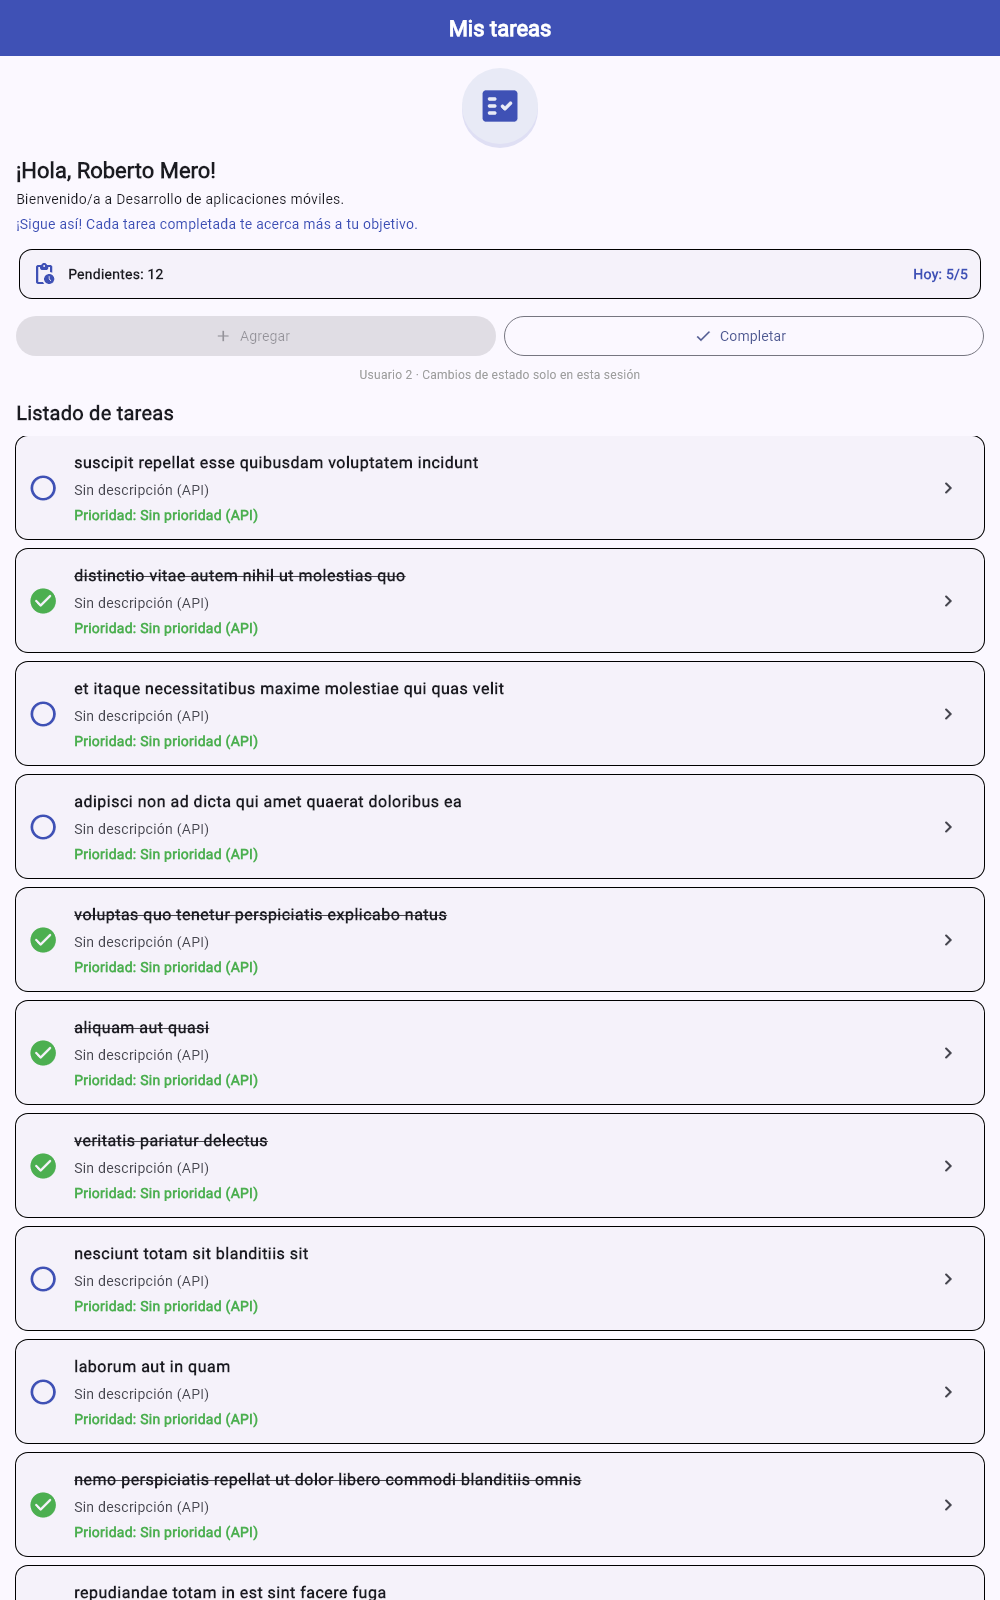 Mis tareas
¡Hola, Roberto Mero!
Bienvenido/a a Desarrollo de aplicaciones móviles.
¡Sigue así! Cada tarea completada te acerca más a tu objetivo.
Pendientes: 12
Hoy: 5/5
Agregar
Completar
Usuario 2 · Cambios de estado solo en esta sesión
Listado de tareas
suscipit repellat esse quibusdam voluptatem incidunt
Sin descripción (API)
Prioridad: Sin prioridad (API)
distinctio vitae autem nihil ut molestias quo
Sin descripción (API)
Prioridad: Sin prioridad (API)
et itaque necessitatibus maxime molestiae qui quas velit
Sin descripción (API)
Prioridad: Sin prioridad (API)
adipisci non ad dicta qui amet quaerat doloribus ea
Sin descripción (API)
Prioridad: Sin prioridad (API)
voluptas quo tenetur perspiciatis explicabo natus
Sin descripción (API)
Prioridad: Sin prioridad (API)
aliquam aut quasi
Sin descripción (API)
Prioridad: Sin prioridad (API)
veritatis pariatur delectus
Sin descripción (API)
Prioridad: Sin prioridad (API)
nesciunt totam sit blanditiis sit
Sin descripción (API)
Prioridad: Sin prioridad (API)
laborum aut in quam
Sin descripción (API)
Prioridad: Sin prioridad (API)
nemo perspiciatis repellat ut dolor libero commodi blanditiis omnis
Sin descripción (API)
Prioridad: Sin prioridad (API)
repudiandae totam in est sint facere fuga